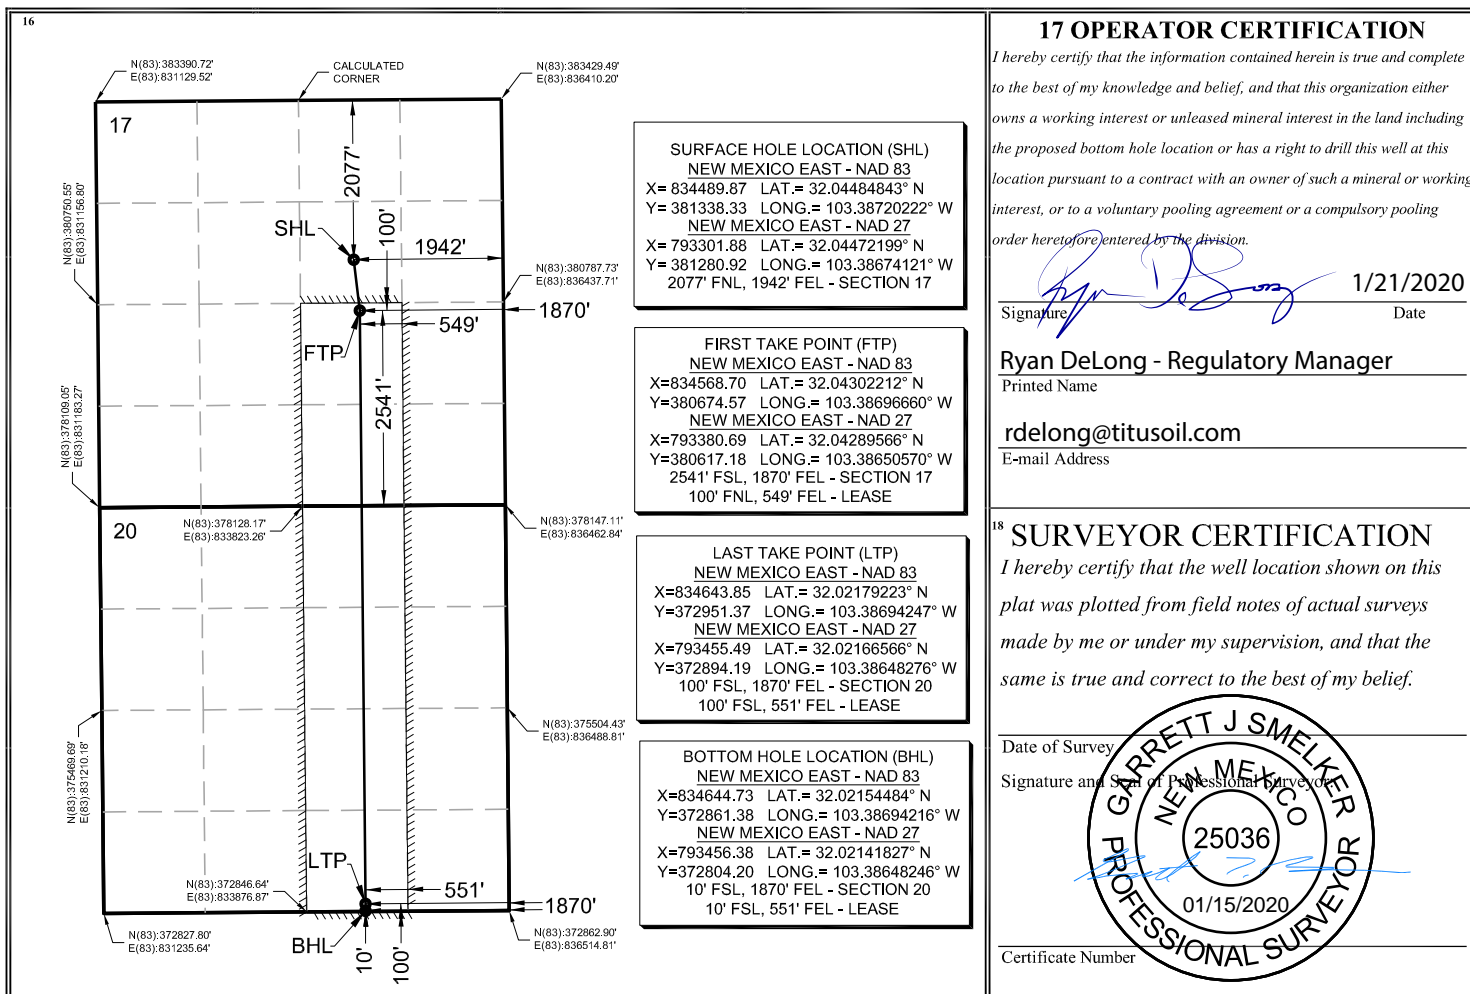 16
N(83):383390.72'
E(83):831129.52'
CALCULATED
CORNER
N(83):383429.49'
E(83):836410.20'
17
2077'
N(83):380750.55'
E(83):831156.80'
SHL
100'
1942'
N(83):380787.73'
E(83):836437.71'
1870'
549'
FTP
2541'
N(83):378109.05'
E(83):831183.27'
20
N(83):378128.17'
E(83):833823.26'
N(83):378147.11'
E(83):836462.84'
N(83):375469.69'
E(83):831210.18'
N(83):375504.43'
E(83):836488.81'
LTP
551'
N(83):372846.64'
E(83):833876.87'
1870'
N(83):372827.80'
E(83):831235.64'
BHL
10'
100'
N(83):372862.90'
E(83):836514.81'
SURFACE HOLE LOCATION (SHL)
NEW MEXICO EAST - NAD 83
X= 834489.87 LAT.= 32.04484843° N
Y= 381338.33 LONG.= 103.38720222° W
NEW MEXICO EAST - NAD 27
X= 793301.88 LAT.= 32.04472199° N
Y= 381280.92 LONG.= 103.38674121° W
2077' FNL, 1942' FEL - SECTION 17
FIRST TAKE POINT (FTP)
NEW MEXICO EAST - NAD 83
X=834568.70 LAT.= 32.04302212° N
Y=380674.57 LONG.= 103.38696660° W
NEW MEXICO EAST - NAD 27
X=793380.69 LAT.= 32.04289566° N
Y=380617.18 LONG.= 103.38650570° W
2541' FSL, 1870' FEL - SECTION 17
100' FNL, 549' FEL - LEASE
LAST TAKE POINT (LTP)
NEW MEXICO EAST - NAD 83
X=834643.85 LAT.= 32.02179223° N
Y=372951.37 LONG.= 103.38694247° W
NEW MEXICO EAST - NAD 27
X=793455.49 LAT.= 32.02166566° N
Y=372894.19 LONG.= 103.38648276° W
100' FSL, 1870' FEL - SECTION 20
100' FSL, 551' FEL - LEASE
BOTTOM HOLE LOCATION (BHL)
NEW MEXICO EAST - NAD 83
X=834644.73 LAT.= 32.02154484° N
Y=372861.38 LONG.= 103.38694216° W
NEW MEXICO EAST - NAD 27
X=793456.38 LAT.= 32.02141827° N
Y=372804.20 LONG.= 103.38648246° W
10' FSL, 1870' FEL - SECTION 20
10' FSL, 551' FEL - LEASE
17 OPERATOR CERTIFICATION
I hereby certify that the information contained herein is true and complete
to the best of my knowledge and belief, and that this organization either
owns a working interest or unleased mineral interest in the land including
the proposed bottom hole location or has a right to drill this well at this
location pursuant to a contract with an owner of such a mineral or working
interest, or to a voluntary pooling agreement or a compulsory pooling
order heretofore entered by the division.
Ryan DeLong
1/21/2020
Signature Date
Ryan DeLong - Regulatory Manager
Printed Name
rdelong@titusoil.com
E-mail Address
18 SURVEYOR CERTIFICATION
I hereby certify that the well location shown on this
plat was plotted from field notes of actual surveys
made by me or under my supervision, and that the
same is true and correct to the best of my belief.
Date of Survey
Signature and Seal of Professional Surveyor:
GARRETT J SMELKER
NEW MEXICO
25036
01/15/2020
PROFESSIONAL SURVEYOR
Certificate Number